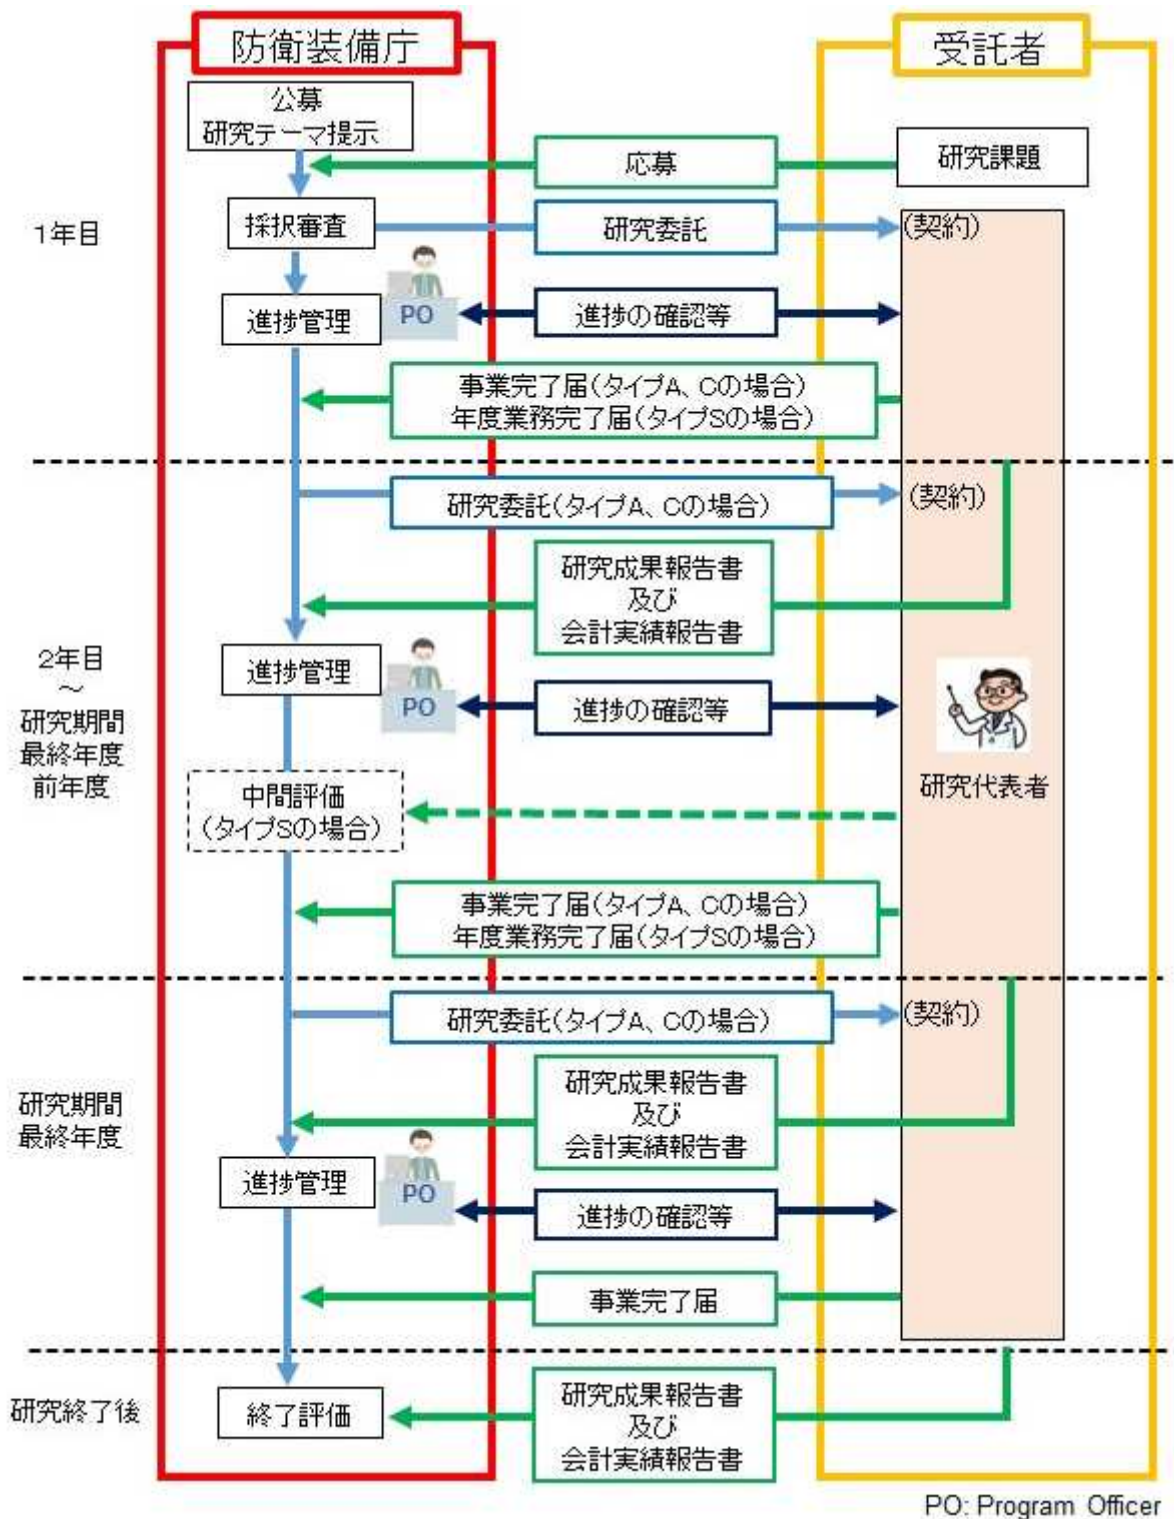 防衛装備庁
受託者
公募
研究テーマ提示
応募
研究課題
1年目
採択審査
研究委託
(契約)
進捗管理
PO
進捗の確認等
事業完了届(タイプA、Cの場合)
年度業務完了届(タイプSの場合)
研究委託(タイプA、Cの場合)
(契約)
研究成果報告書
及び
会計実績報告書
2年目
～
研究期間
最終年度
前年度
進捗管理
PO
進捗の確認等
研究代表者
中間評価
(タイプSの場合)
事業完了届(タイプA、Cの場合)
年度業務完了届(タイプSの場合)
研究委託(タイプA、Cの場合)
(契約)
研究期間
最終年度
研究成果報告書
及び
会計実績報告書
進捗管理
PO
進捗の確認等
事業完了届
研究終了後
終了評価
研究成果報告書
及び
会計実績報告書
PO: Program Officer